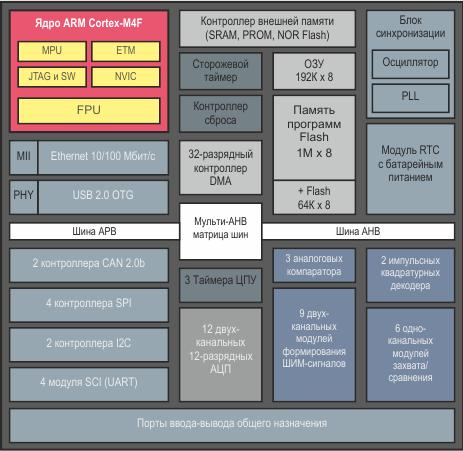 Ядро ARM Cortex-M4F
MPU
ETM
JTAG и SW
NVIC
FPU
MII
Ethernet 10/100 Мбит/с
PHY
USB 2.0 OTG
Контроллер внешней памяти
(SRAM, PROM, NOR Flash)
Сторожевой
таймер
Контроллер
сброса
32-разрядный
контроллер
DMA
ОЗУ
192К x 8
Память
программ
Flash
1М x 8
+ Flash
64К x 8
Блок
синхронизации
Осциллятор
PLL
Модуль RTC
с батарейным
питанием
Шина APB
Мульти-АНВ
матрица шин
Шина АНВ
2 контроллера CAN 2.0b
4 контроллера SPI
2 контроллера I2C
4 модуля SCI (UART)
3 Таймера ЦПУ
12 двух-
канальных
12-разрядных
АЦП
3 аналоговых
компаратора
9 двух-
канальных
модулей
формирования
ШИМ-сигналов
2 импульсных
квадратурных
декодера
6 одно-
канальных
модулей
захвата/
сравнения
Порты ввода-вывода общего назначения